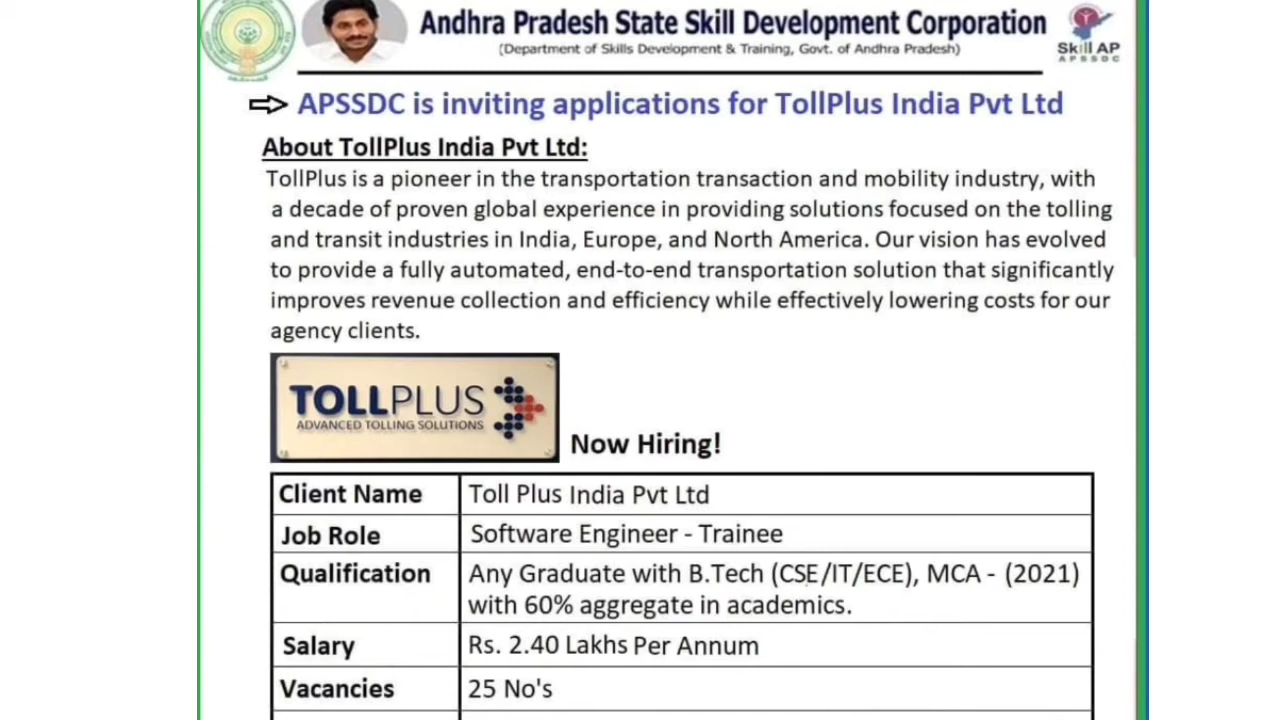 Andhra Pradesh State Skill Development Corporation
(Department of Skills Development & Training, Govt. of Andhra Pradesh)
Skill AP
APSSDC
APSSDC is inviting applications for TollPlus India Pvt Ltd
About TollPlus India Pvt Ltd:
TollPlus is a pioneer in the transportation transaction and mobility industry, with
a decade of proven global experience in providing solutions focused on the tolling
and transit industries in India, Europe, and North America. Our vision has evolved
to provide a fully automated, end-to-end transportation solution that significantly
improves revenue collection and efficiency while effectively lowering costs for our
agency clients.
TOLLPLUS
ADVANCED TOLLING SOLUTIONS
Now Hiring!
Client Name Toll Plus India Pvt Ltd
Job Role Software Engineer - Trainee
Qualification Any Graduate with B.Tech (CSE/IT/ECE), MCA - (2021)
with 60% aggregate in academics.
Salary Rs. 2.40 Lakhs Per Annum
Vacancies 25 No's